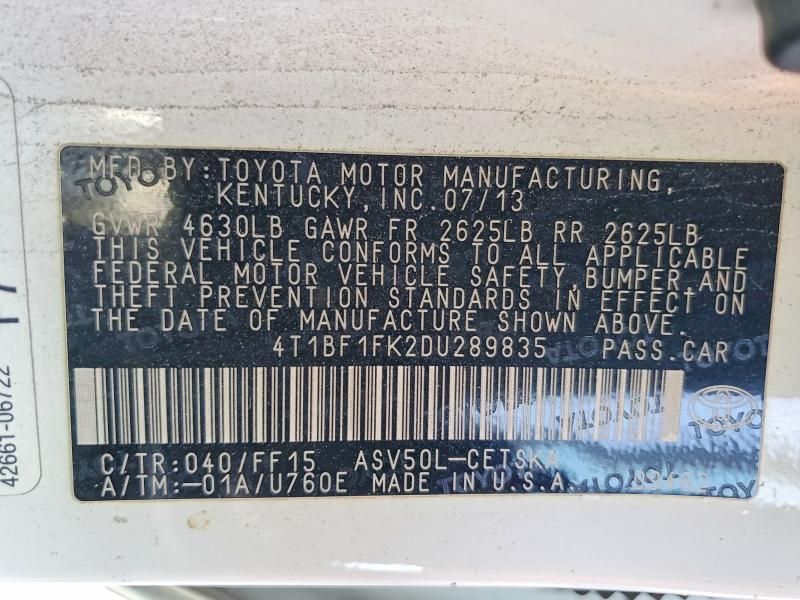 MFD BY: TOYOTA MOTOR MANUFACTURING,
KENTUCKY, INC. 07/13
GVWR 4630LB GAWR FR 2625LB RR 2625LB
THIS VEHICLE CONFORMS TO ALL APPLICABLE
FEDERAL MOTOR VEHICLE SAFETY, BUMPER, AND
THEFT PREVENTION STANDARDS IN EFFECT ON
THE DATE OF MANUFACTURE SHOWN ABOVE.
4T1BF1FK2DU289835 PASS.CAR
C/TR: 040/FF15 ASV50L-CETSKA
A/TM: -01A/U760E MADE IN U.S.A.
TOYOTA
42661-06722